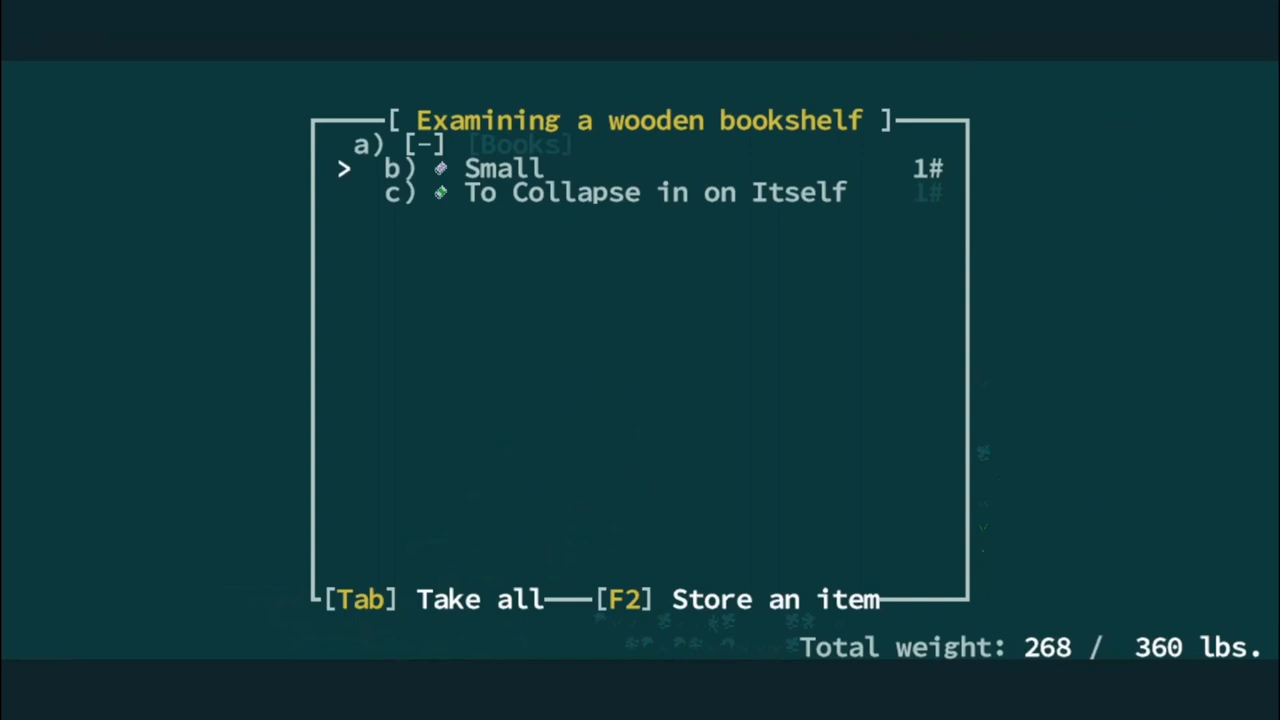 [ Examining a wooden bookshelf ]
a) [-] [Books]
> b) Small 1#
c) To Collapse in on Itself 1#
[Tab] Take all [F2] Store an item
Total weight: 268 / 360 lbs.